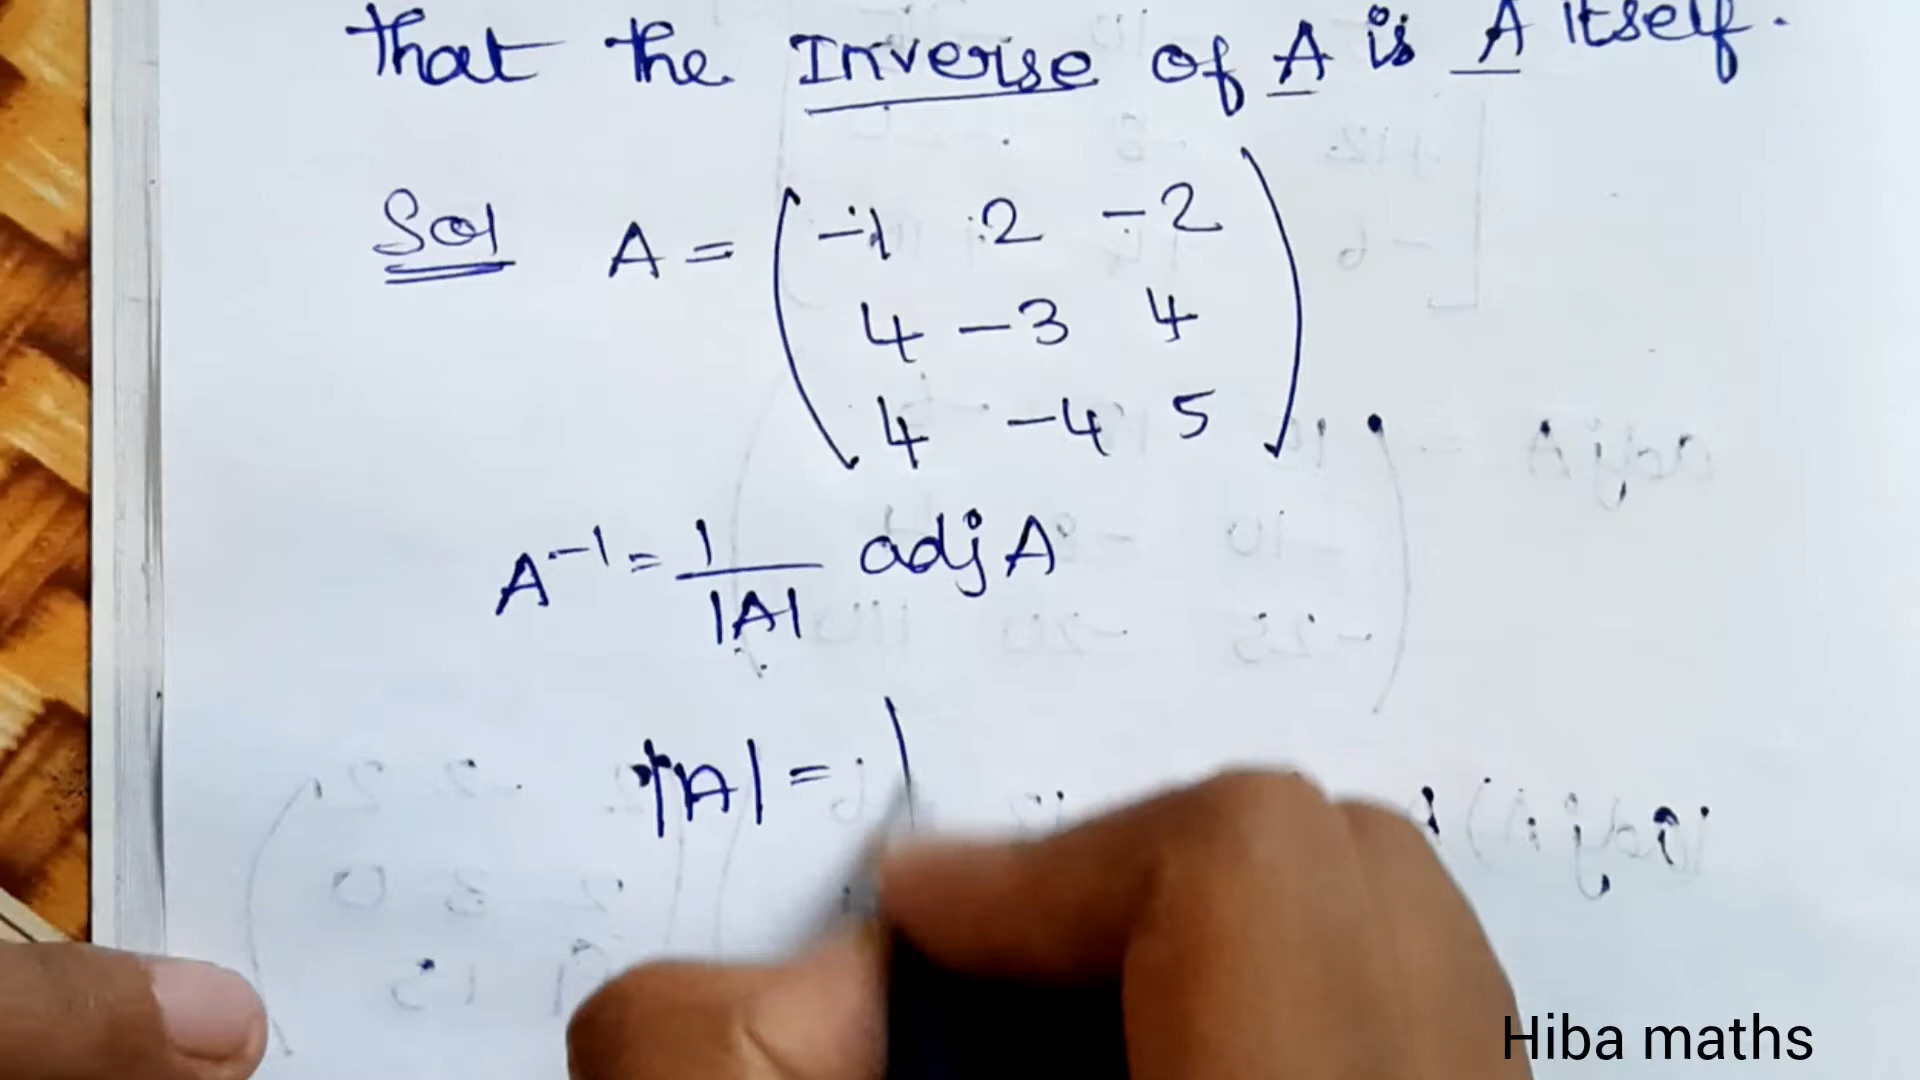 that the Inverse of A is A itself.
Sol A = ( -1 2 -2
4 -3 4
4 -4 5 )
A⁻¹ = 1/|A| adj A
|A| = |
Hiba maths